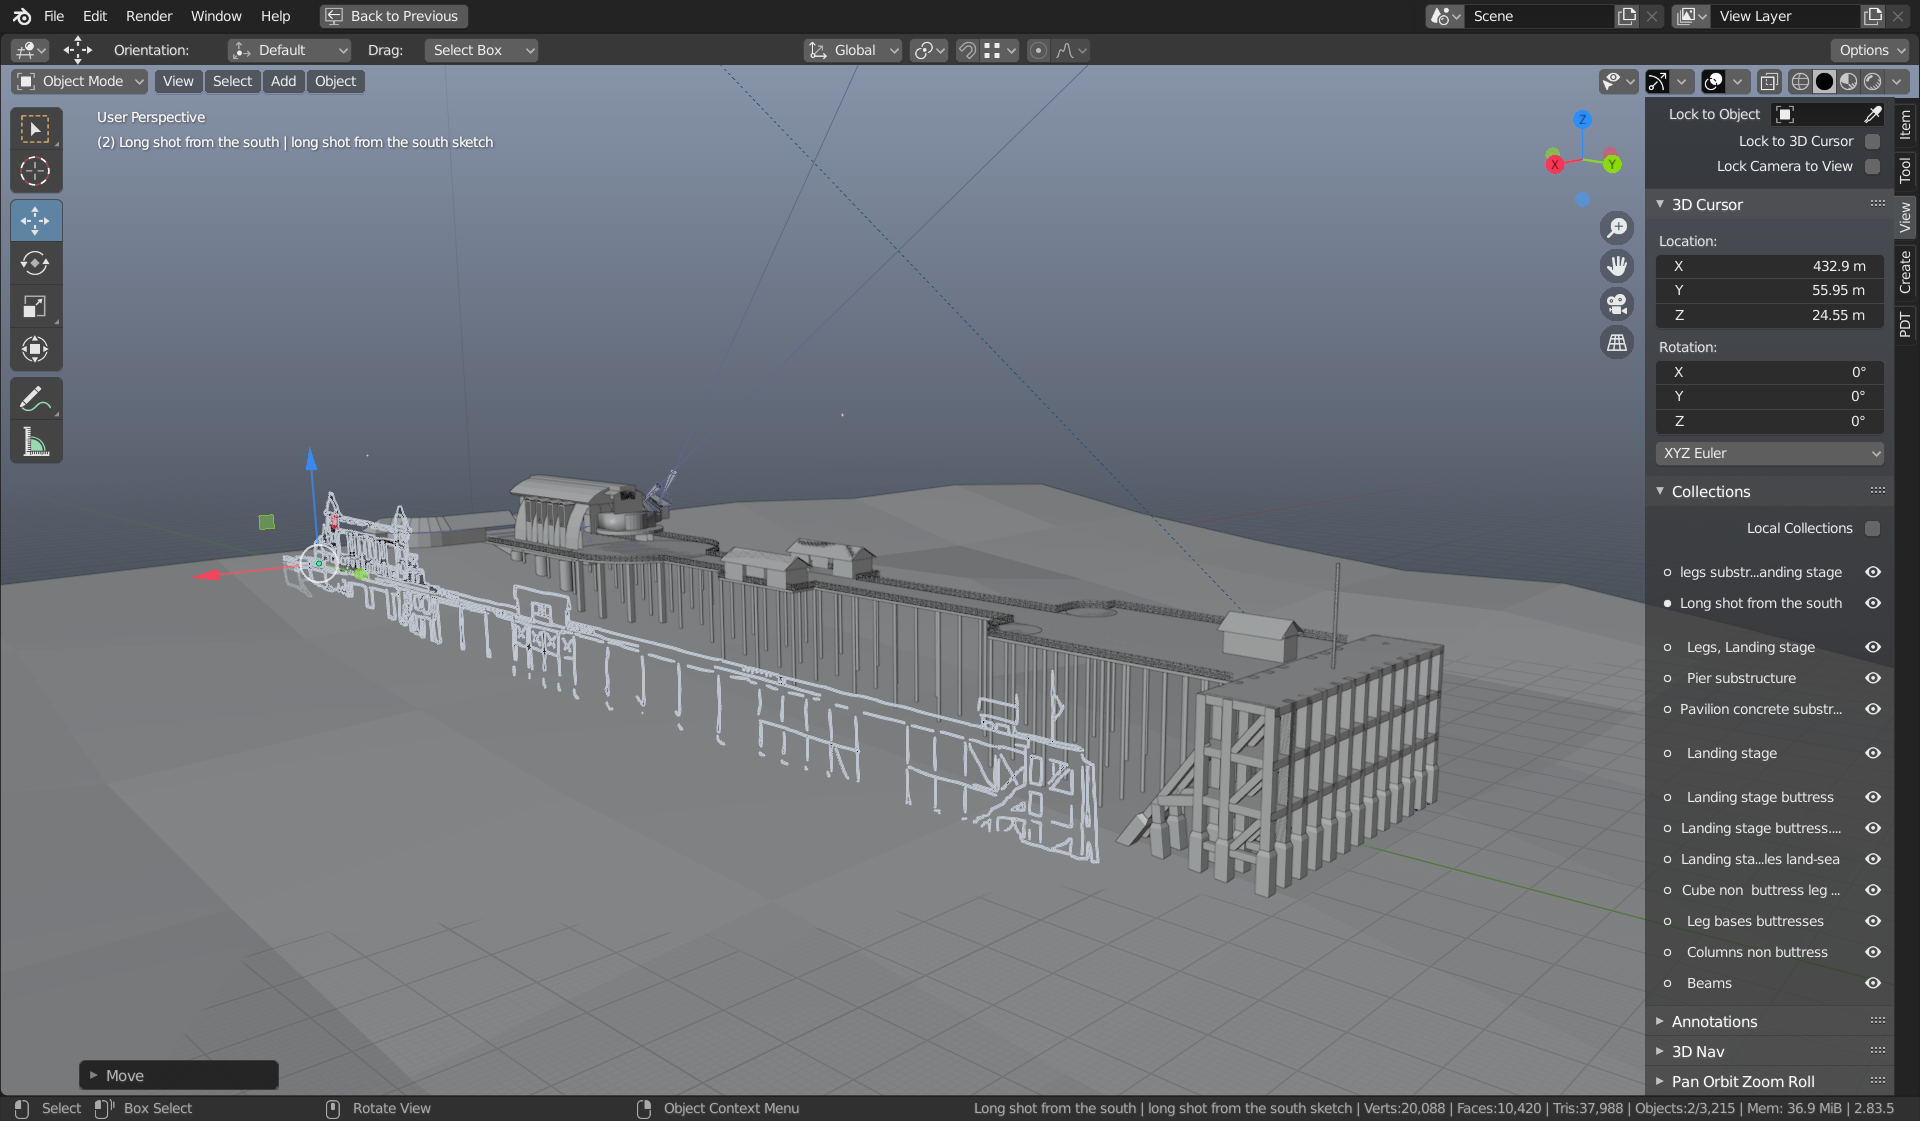 File Edit Render Window Help Back to Previous Scene View Layer
Orientation: Default Drag: Select Box Global Options
Object Mode View Select Add Object
User Perspective
(2) Long shot from the south | long shot from the south sketch
Z
X
Y
Lock to Object
Lock to 3D Cursor
Lock Camera to View
3D Cursor
Location:
X 432.9 m
Y 55.95 m
Z 24.55 m
Rotation:
X 0°
Y 0°
Z 0°
XYZ Euler
Collections
Local Collections
legs substr...anding stage
Long shot from the south
Legs, Landing stage
Pier substructure
Pavilion concrete substr...
Landing stage
Landing stage buttress
Landing stage buttress....
Landing sta...les land-sea
Cube non buttress leg ...
Leg bases buttresses
Columns non buttress
Beams
Annotations
3D Nav
Pan Orbit Zoom Roll
Item
Tool
View
Create
PDT
Move
Select Box Select Rotate View Object Context Menu Long shot from the south | long shot from the south sketch | Verts:20,088 | Faces:10,420 | Tris:37,988 | Objects:2/3,215 | Mem: 36.9 MiB | 2.83.5